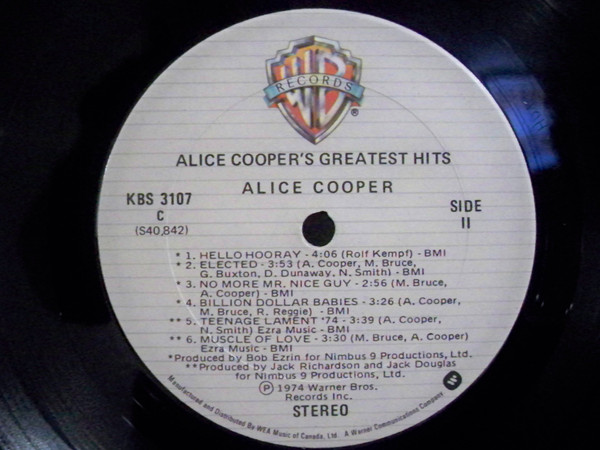 WB
RECORDS
®
ALICE COOPER'S GREATEST HITS
ALICE COOPER
KBS 3107
C
(S40,842)
SIDE
II
* 1. HELLO HOORAY - 4:06 (Rolf Kempf) - BMI
* 2. ELECTED - 3:53 (A. Cooper, M. Bruce,
G. Buxton, D. Dunaway, N. Smith) - BMI
* 3. NO MORE MR. NICE GUY - 2:56 (M. Bruce,
A. Cooper) - BMI
* 4. BILLION DOLLAR BABIES - 3:26 (A. Cooper,
M. Bruce, R. Reggie) - BMI
** 5. TEENAGE LAMENT '74 - 3:39 (A. Cooper,
N. Smith) Ezra Music - BMI
** 6. MUSCLE OF LOVE - 3:30 (M. Bruce, A. Cooper)
Ezra Music - BMI
*Produced by Bob Ezrin for Nimbus 9 Productions, Ltd.
**Produced by Jack Richardson and Jack Douglas
for Nimbus 9 Productions, Ltd.
Ⓟ 1974 Warner Bros.
Records Inc.
STEREO
Manufactured and Distributed By WEA Music of Canada, Ltd. A Warner Communications Company